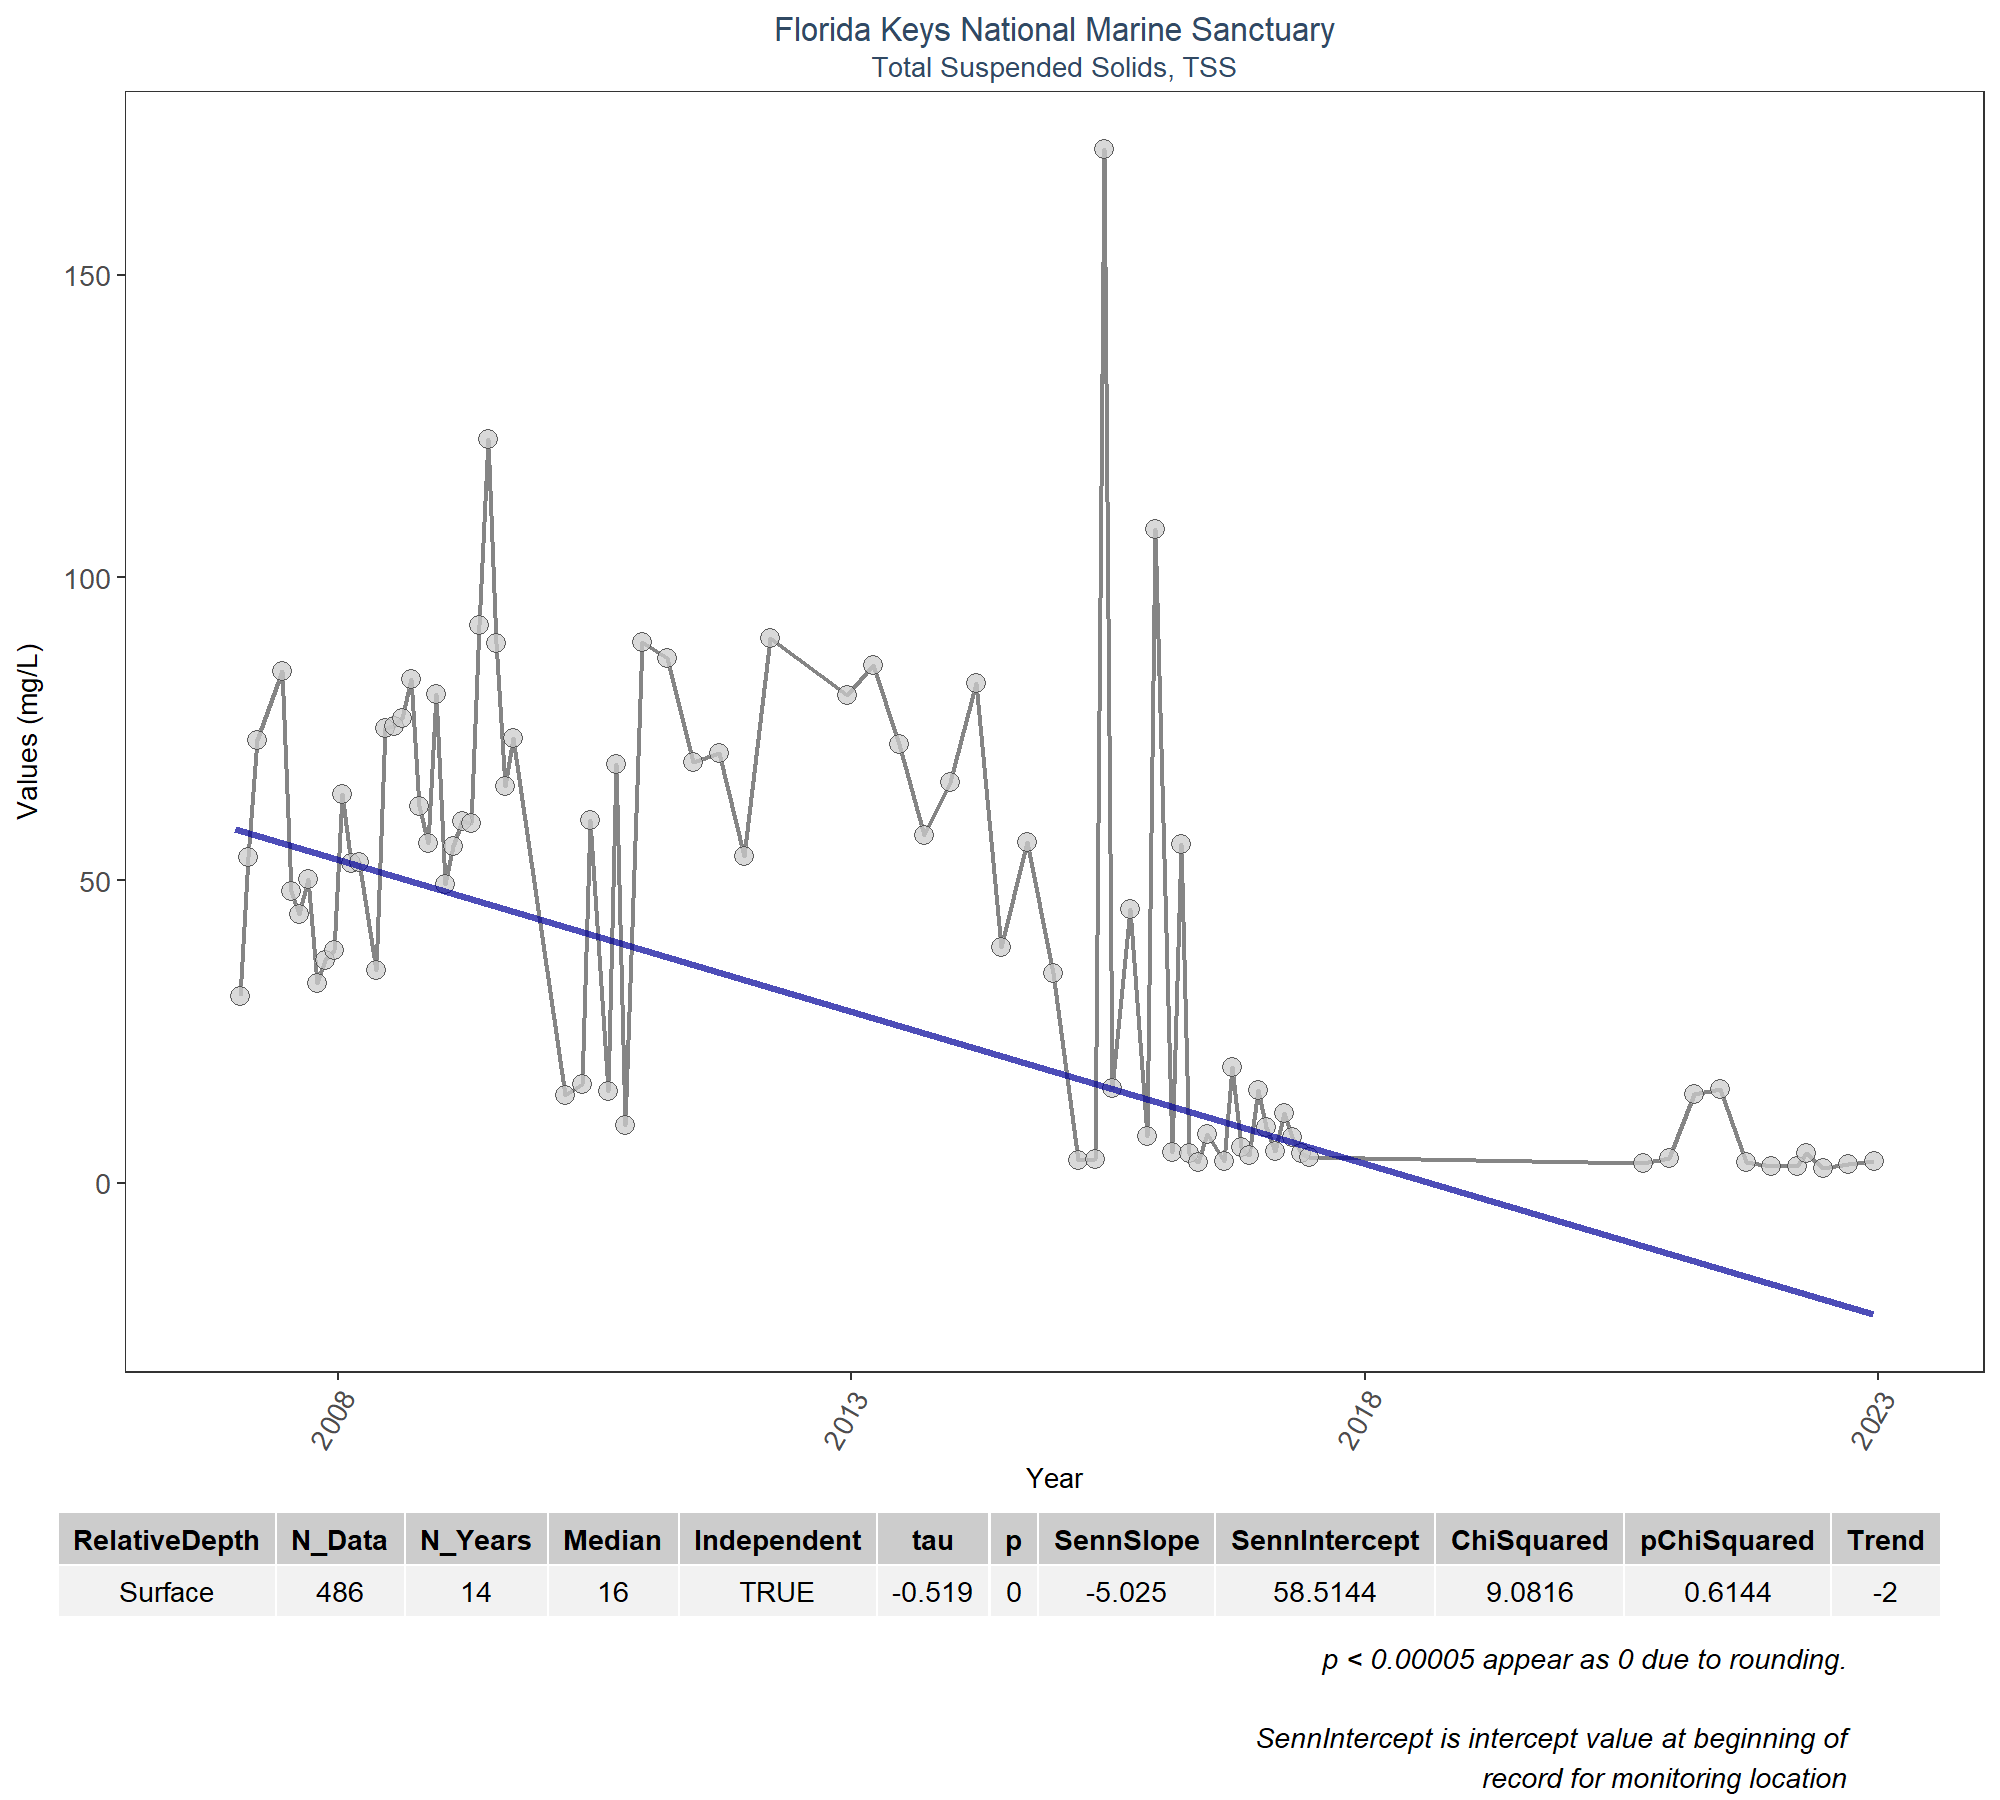 Florida Keys National Marine Sanctuary
Total Suspended Solids, TSS
Values (mg/L)
150
100
50
0
2008
2013
2018
2023
Year
RelativeDepth N_Data N_Years Median Independent tau p SennSlope SennIntercept ChiSquared pChiSquared Trend
Surface 486 14 16 TRUE -0.519 0 -5.025 58.5144 9.0816 0.6144 -2
p < 0.00005 appear as 0 due to rounding.
SennIntercept is intercept value at beginning of
record for monitoring location